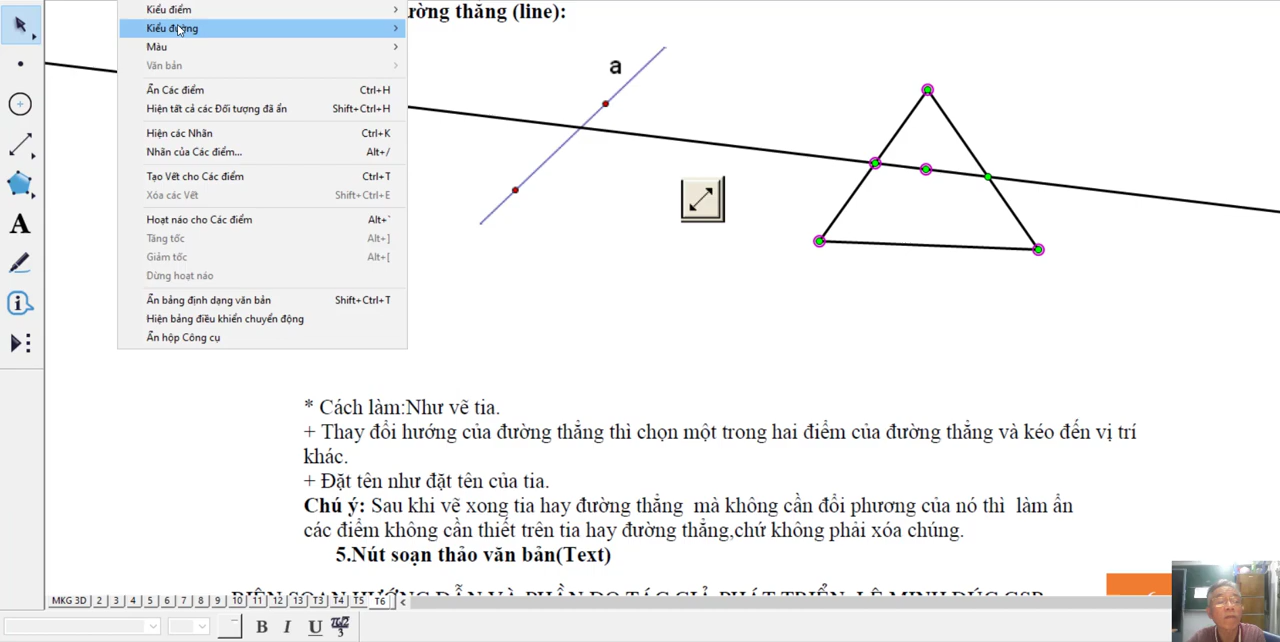 Kiểu điểm
ường thẳng (line):
Kiểu đường
Màu
Văn bản
a
Ẩn Các điểm Ctrl+H
Hiện tất cả các Đối tượng đã ẩn Shift+Ctrl+H
Hiện các Nhãn Ctrl+K
Nhãn của Các điểm... Alt+/
Tạo Vết cho Các điểm Ctrl+T
Xóa các Vết Shift+Ctrl+E
Hoạt náo cho Các điểm Alt+`
Tăng tốc Alt+]
Giảm tốc Alt+[
Dừng hoạt náo
Ẩn bảng định dạng văn bản Shift+Ctrl+T
Hiện bảng điều khiển chuyển động
Ẩn hộp Công cụ
A
* Cách làm:Như vẽ tia.
+ Thay đổi hướng của đường thẳng thì chọn một trong hai điểm của đường thẳng và kéo đến vị trí
khác.
+ Đặt tên như đặt tên của tia.
Chú ý: Sau khi vẽ xong tia hay đường thẳng mà không cần đổi phương của nó thì làm ẩn
các điểm không cần thiết trên tia hay đường thẳng,chứ không phải xóa chúng.
5.Nút soạn thảo văn bản(Text)
MKG 3D 2 3 4 5 6 7 8 9 10 11 12 13 T3 T4 T5 T6
B I U